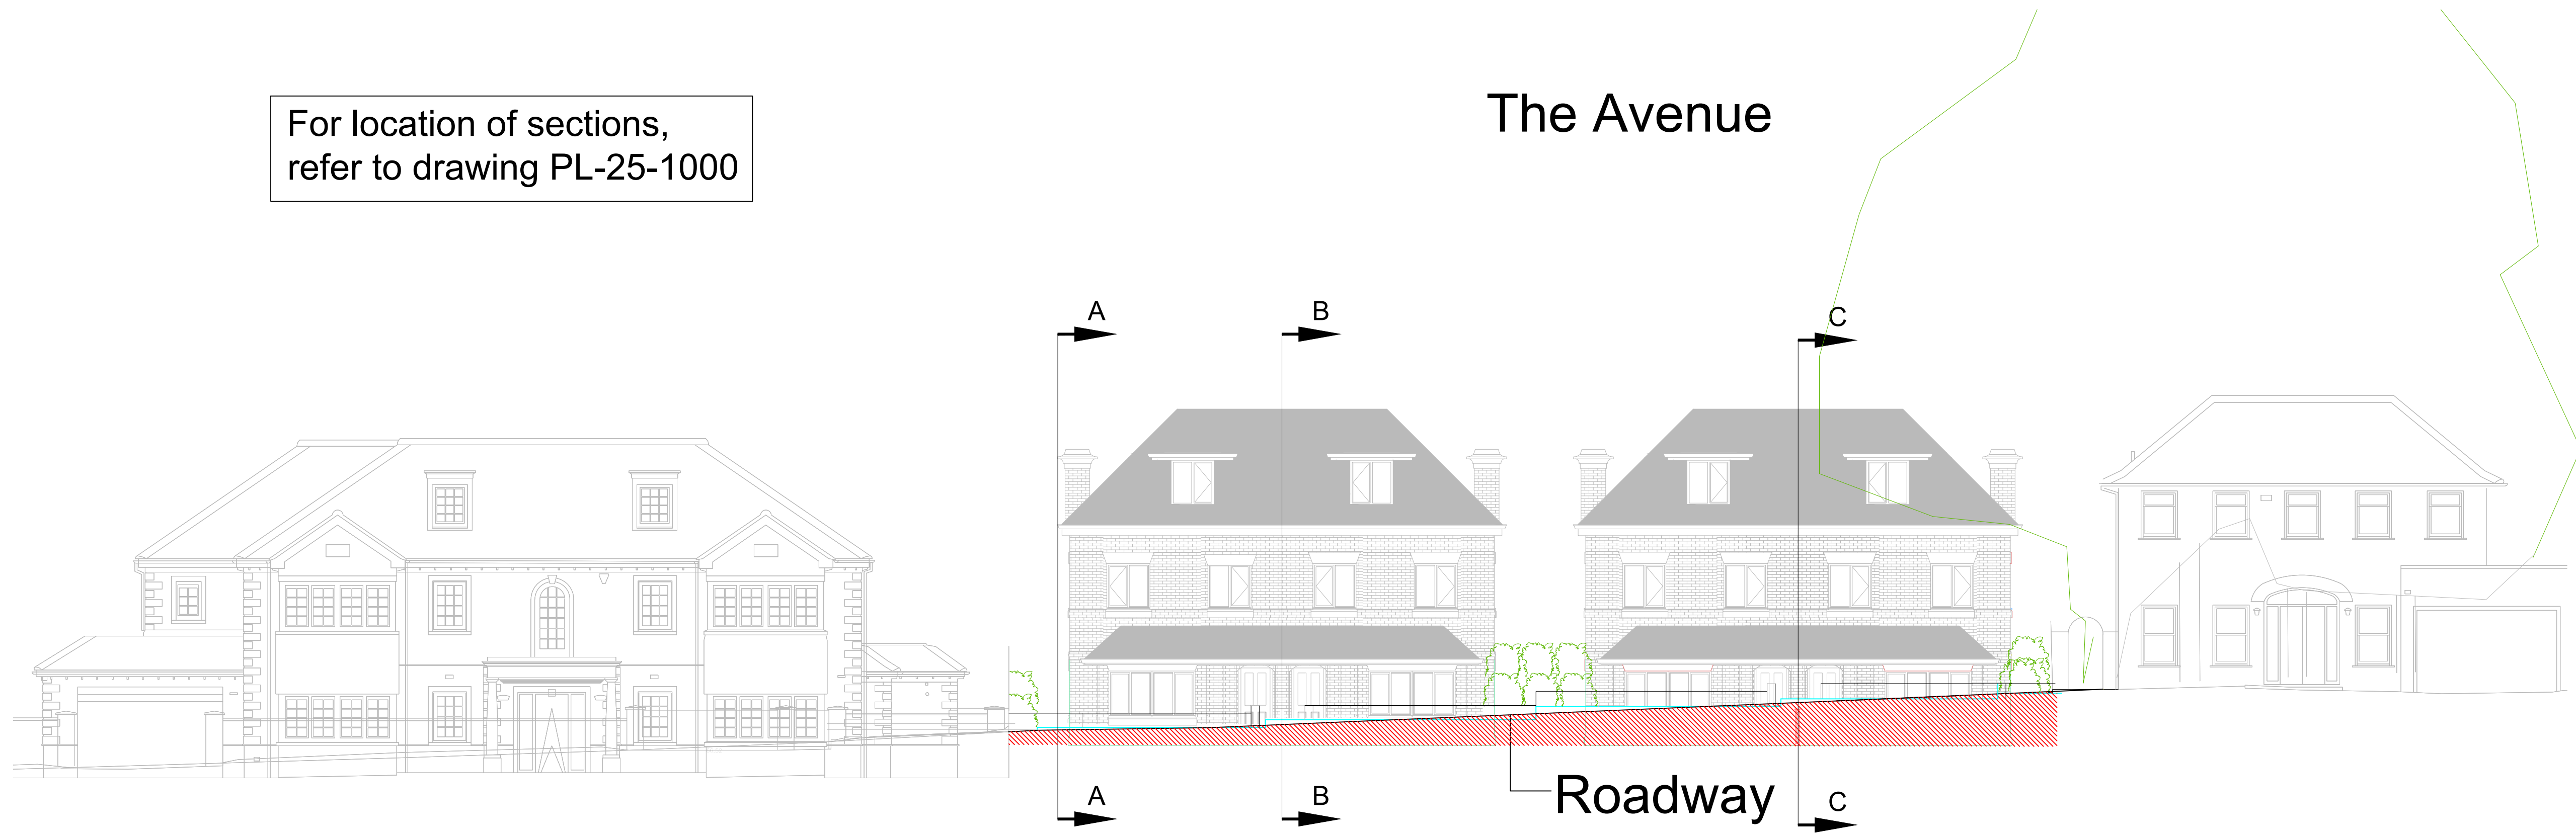 For location of sections,
refer to drawing PL-25-1000
The Avenue
A
B
C
Roadway
A
B
C